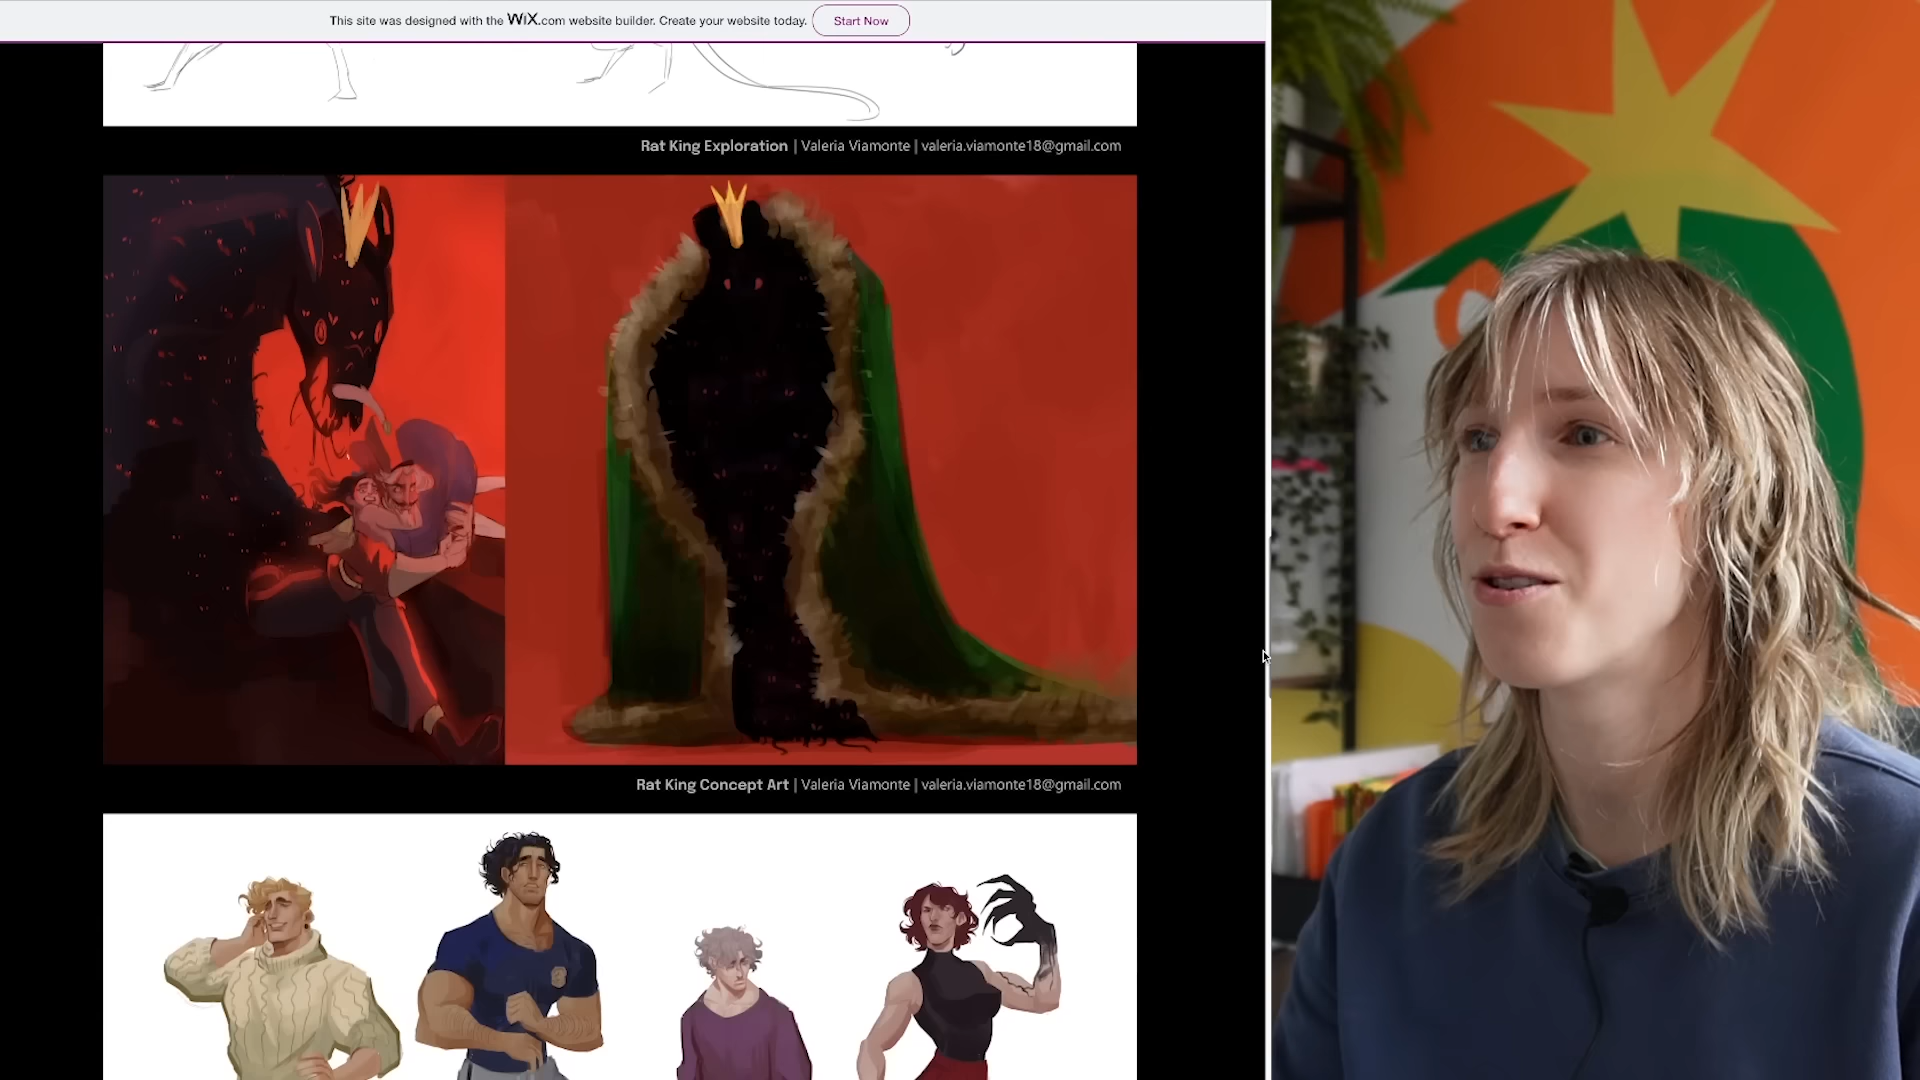 This site was designed with the WiX.com website builder. Create your website today. Start Now
Rat King Exploration | Valeria Viamonte | valeria.viamonte18@gmail.com
Rat King Concept Art | Valeria Viamonte | valeria.viamonte18@gmail.com